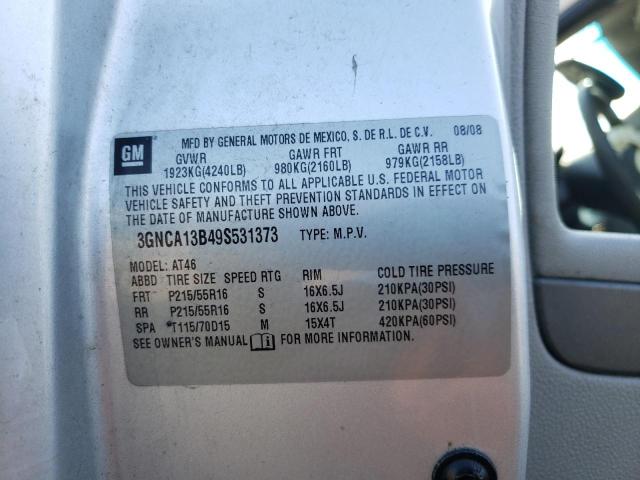 GM
MFD BY GENERAL MOTORS DE MEXICO, S. DE R.L. DE C.V. 08/08
GVWR GAWR FRT GAWR RR
1923KG(4240LB) 980KG(2160LB) 979KG(2158LB)
THIS VEHICLE CONFORMS TO ALL APPLICABLE U.S. FEDERAL MOTOR
VEHICLE SAFETY AND THEFT PREVENTION STANDARDS IN EFFECT ON
THE DATE OF MANUFACTURE SHOWN ABOVE.
3GNCA13B49S531373 TYPE: M.P.V.
MODEL: AT46
ABBD TIRE SIZE SPEED RTG RIM COLD TIRE PRESSURE
FRT P215/55R16 S 16X6.5J 210KPA(30PSI)
RR P215/55R16 S 16X6.5J 210KPA(30PSI)
SPA T115/70D15 M 15X4T 420KPA(60PSI)
SEE OWNER'S MANUAL FOR MORE INFORMATION.